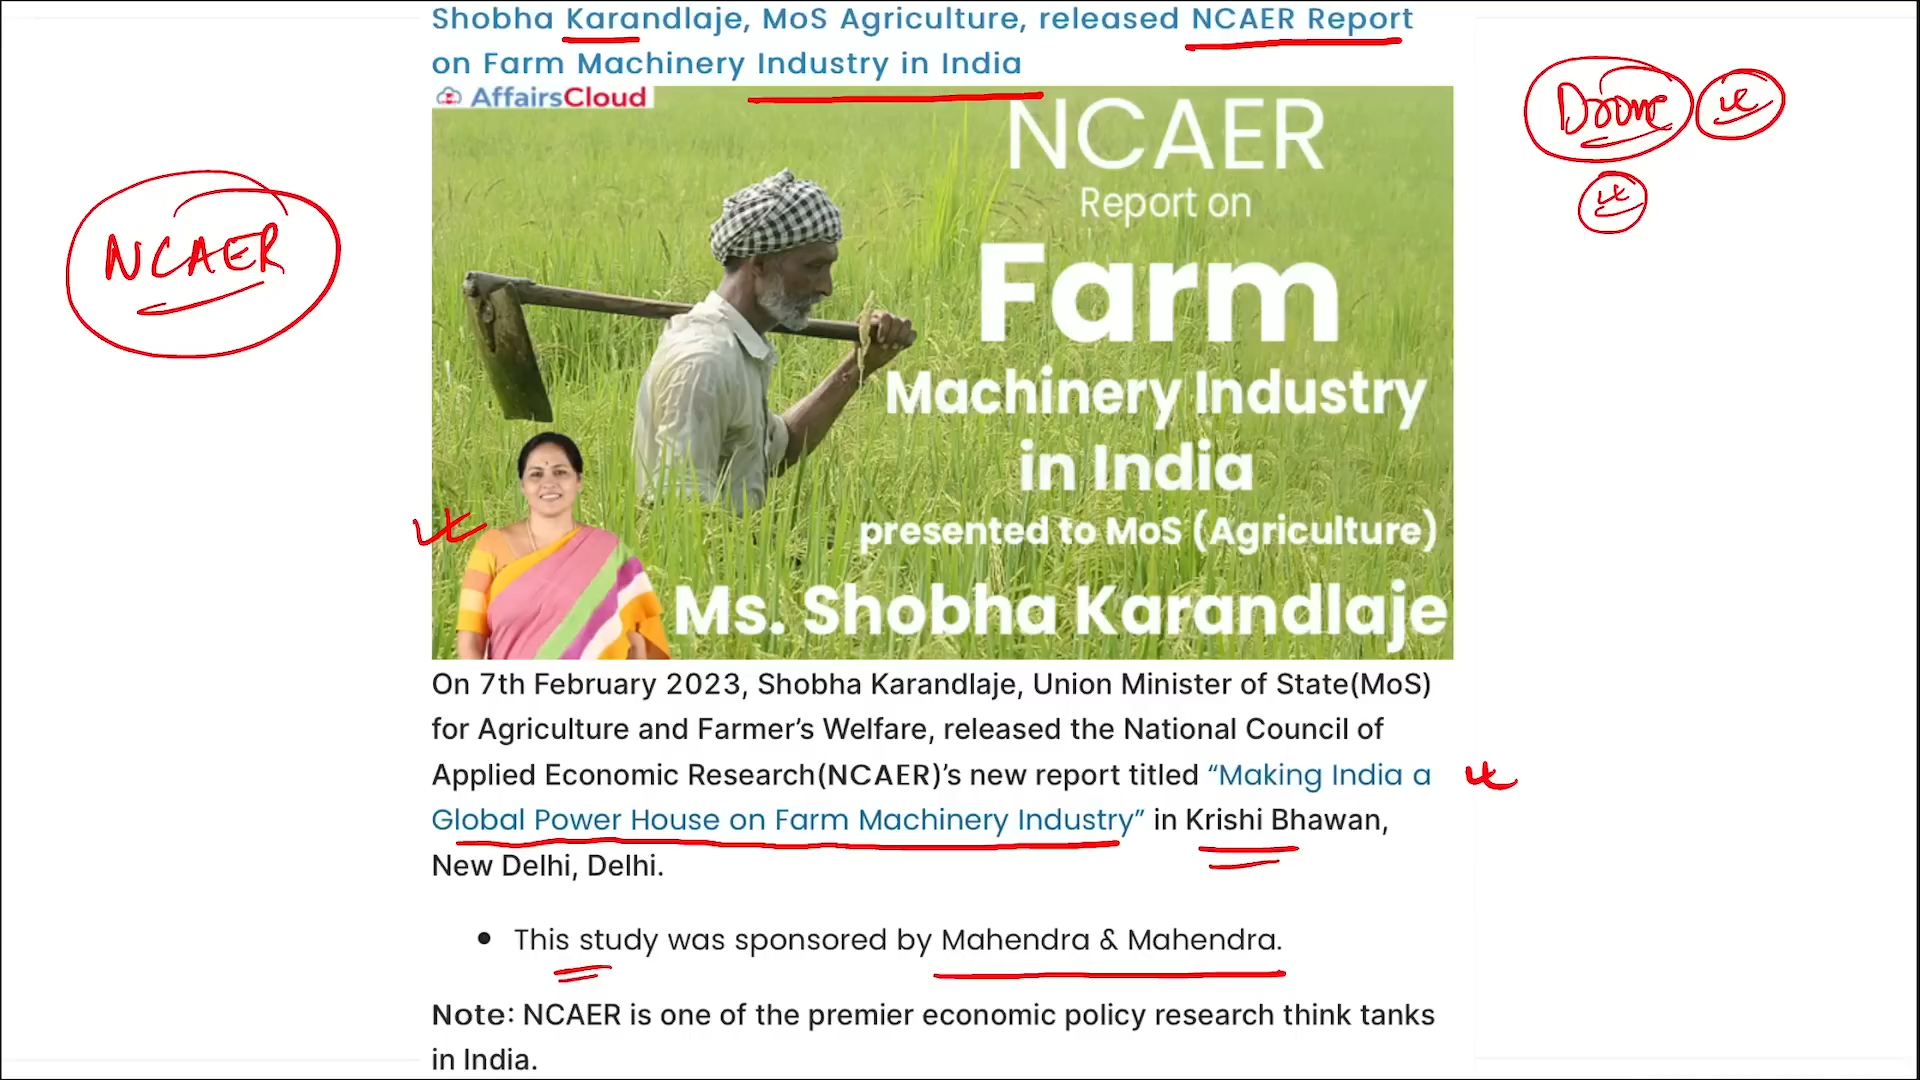 Shobha Karandlaje, MoS Agriculture, released NCAER Report
on Farm Machinery Industry in India
AffairsCloud
NCAER
Report on
Farm
Machinery Industry
in India
presented to MoS (Agriculture)
Ms. Shobha Karandlaje
NCAER
Drone
On 7th February 2023, Shobha Karandlaje, Union Minister of State(MoS)
for Agriculture and Farmer’s Welfare, released the National Council of
Applied Economic Research(NCAER)’s new report titled “Making India a
Global Power House on Farm Machinery Industry” in Krishi Bhawan,
New Delhi, Delhi.
• This study was sponsored by Mahendra & Mahendra.
Note: NCAER is one of the premier economic policy research think tanks
in India.